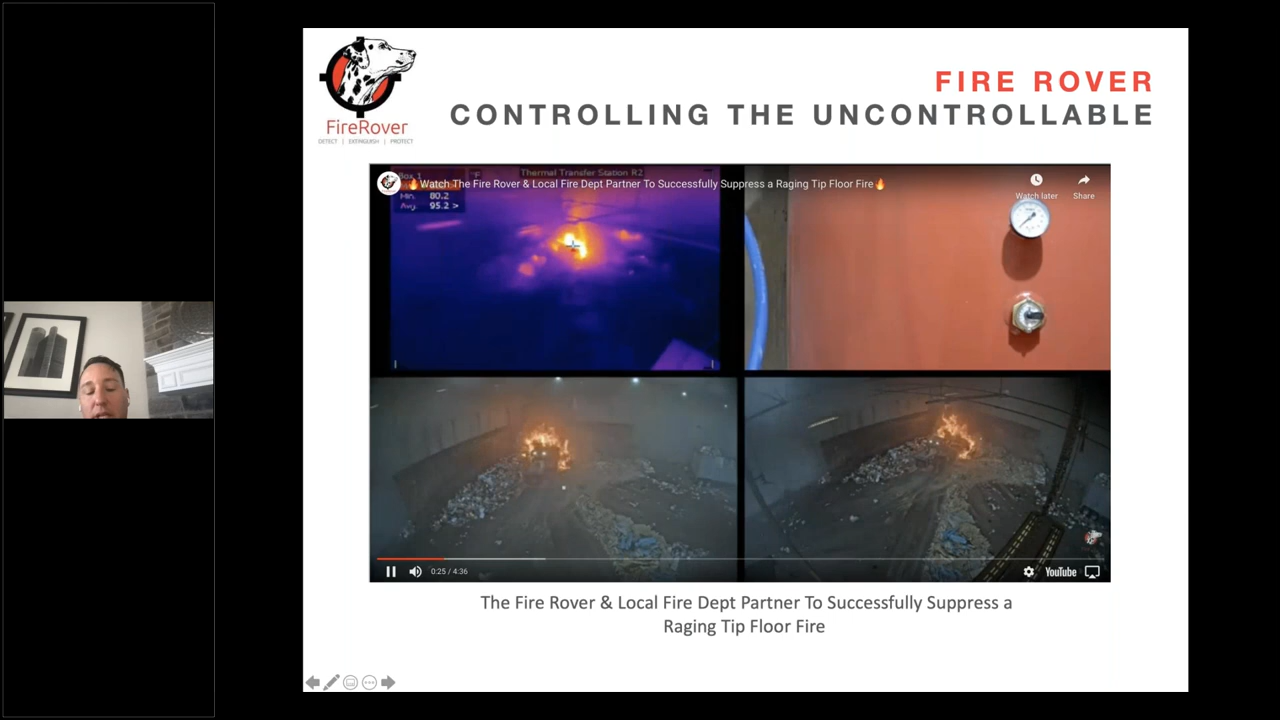 FireRover
DETECT | EXTINGUISH | PROTECT
FIRE ROVER
CONTROLLING THE UNCONTROLLABLE
Box 1 °F Thermal Transfer Station R2
🔥Watch The Fire Rover & Local Fire Dept Partner To Successfully Suppress a Raging Tip Floor Fire🔥
Watch later
Share
Min. 80.2
Avg. 95.2 >
0:25 / 4:36
YouTube
The Fire Rover & Local Fire Dept Partner To Successfully Suppress a
Raging Tip Floor Fire